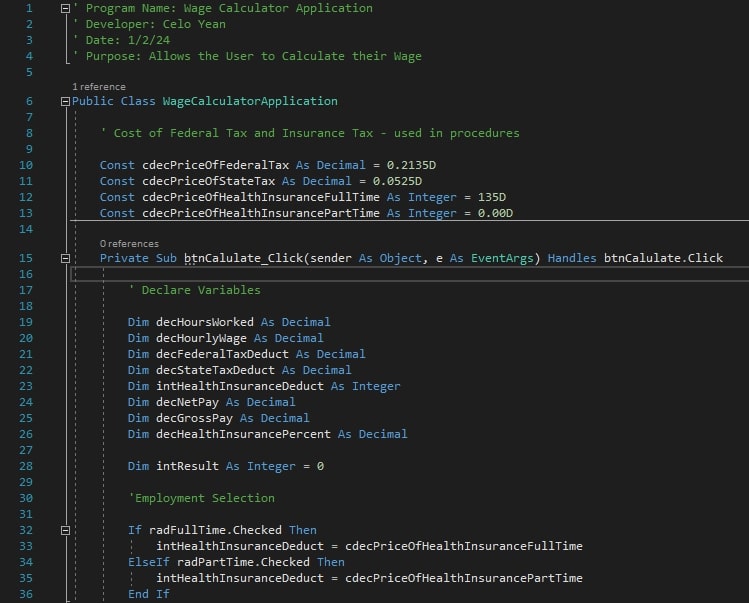 1 ' Program Name: Wage Calculator Application
2 ' Developer: Celo Yean
3 ' Date: 1/2/24
4 ' Purpose: Allows the User to Calculate their Wage
5
1 reference
6 Public Class WageCalculatorApplication
7
8 ' Cost of Federal Tax and Insurance Tax - used in procedures
9
10 Const cdecPriceOfFederalTax As Decimal = 0.2135D
11 Const cdecPriceOfStateTax As Decimal = 0.0525D
12 Const cdecPriceOfHealthInsuranceFullTime As Integer = 135D
13 Const cdecPriceOfHealthInsurancePartTime As Integer = 0.00D
14
0 references
15 Private Sub btnCalulate_Click(sender As Object, e As EventArgs) Handles btnCalulate.Click
16
17 ' Declare Variables
18
19 Dim decHoursWorked As Decimal
20 Dim decHourlyWage As Decimal
21 Dim decFederalTaxDeduct As Decimal
22 Dim decStateTaxDeduct As Decimal
23 Dim intHealthInsuranceDeduct As Integer
24 Dim decNetPay As Decimal
25 Dim decGrossPay As Decimal
26 Dim decHealthInsurancePercent As Decimal
27
28 Dim intResult As Integer = 0
29
30 'Employment Selection
31
32 If radFullTime.Checked Then
33 intHealthInsuranceDeduct = cdecPriceOfHealthInsuranceFullTime
34 ElseIf radPartTime.Checked Then
35 intHealthInsuranceDeduct = cdecPriceOfHealthInsurancePartTime
36 End If